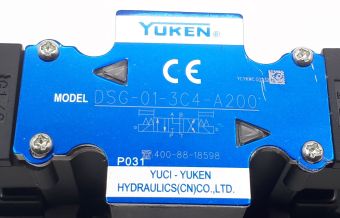 YUKEN ®
CE
MODEL DSG-01-3C4-A200
P031
400-88-18598
YUCI - YUKEN
HYDRAULICS(CN)CO.,LTD.